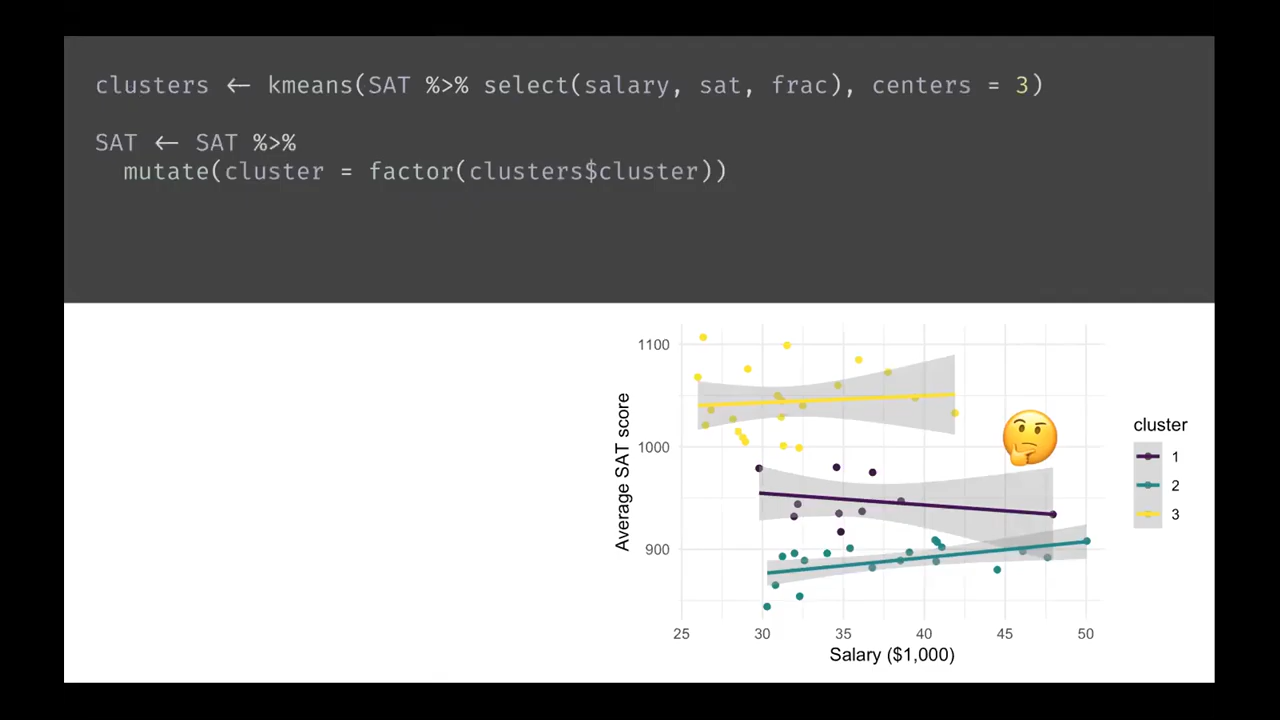 clusters ← kmeans(SAT %>% select(salary, sat, frac), centers = 3)
SAT ← SAT %>%
mutate(cluster = factor(clusters$cluster))
1100
1000
900
Average SAT score
25 30 35 40 45 50
Salary ($1,000)
cluster
1
2
3